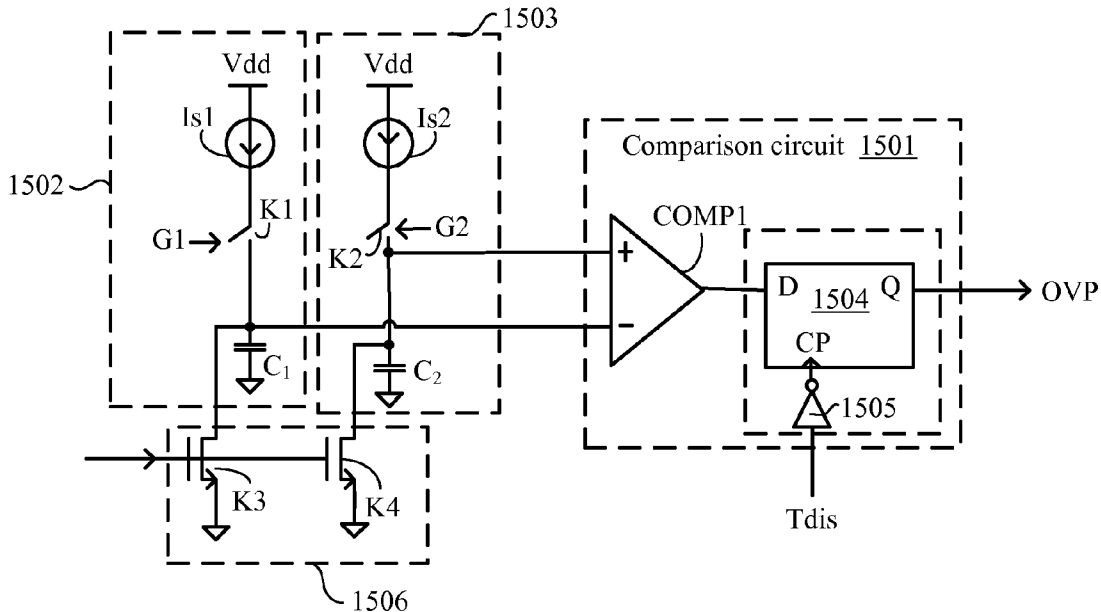 1503
Vdd
Vdd
Is1
Is2
Comparison circuit 1501
1502
K1
COMP1
G1
G2
K2
+
D
Q
1504
OVP
−
CP
C1
C2
1505
K3
K4
Tdis
1506